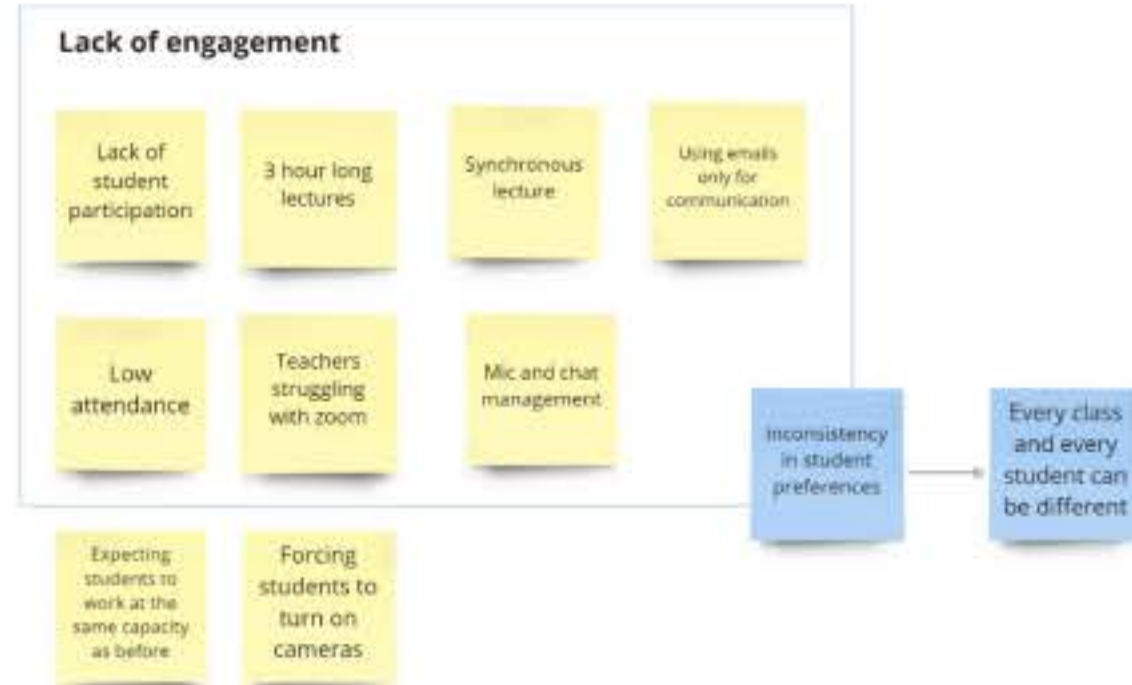 Lack of engagement
Lack of
student
participation
3 hour long
lectures
Synchronous
lecture
Using emails
only for
communication
Low
attendance
Teachers
struggling
with zoom
Mic and chat
management
Inconsistency
in student
preferences
Every class
and every
student can
be different
Expecting
students to
work at the
same capacity
as before
Forcing
students to
turn on
cameras